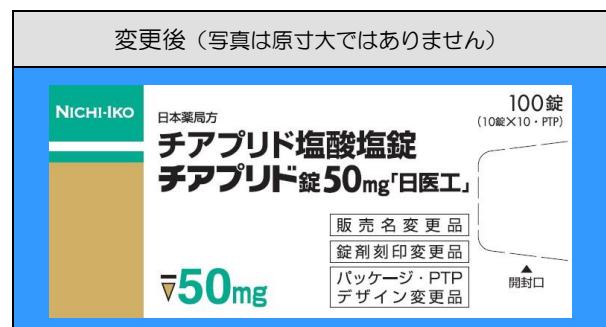 変更後（写真は原寸大ではありません）
NICHI-IKO
日本薬局方
100錠
(10錠×10・PTP)
チアプリド塩酸塩錠
チアプリド錠50mg「日医工」
販売名変更品
錠剤刻印変更品
パッケージ・PTP
デザイン変更品
50mg
開封口